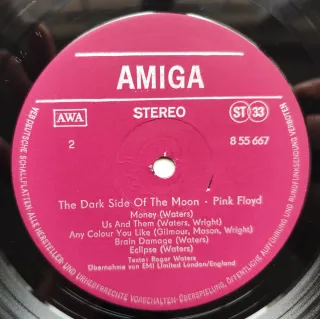 AMIGA
AWA
STEREO
ST 33
2
8 55 667
The Dark Side Of The Moon · Pink Floyd
Money (Waters)
Us And Them (Waters, Wright)
Any Colour You Like (Gilmour, Mason, Wright)
Brain Damage (Waters)
Eclipse (Waters)
Texte: Roger Waters
Übernahme von EMI Limited London/England
VEB DEUTSCHE SCHALLPLATTEN ALLE HERSTELLER- UND URHEBERRECHTE VORBEHALTEN · ÜBERSPIELUNG, ÖFFENTLICHE AUFFÜHRUNG UND RUNDFUNKSENDUNG VERBOTEN